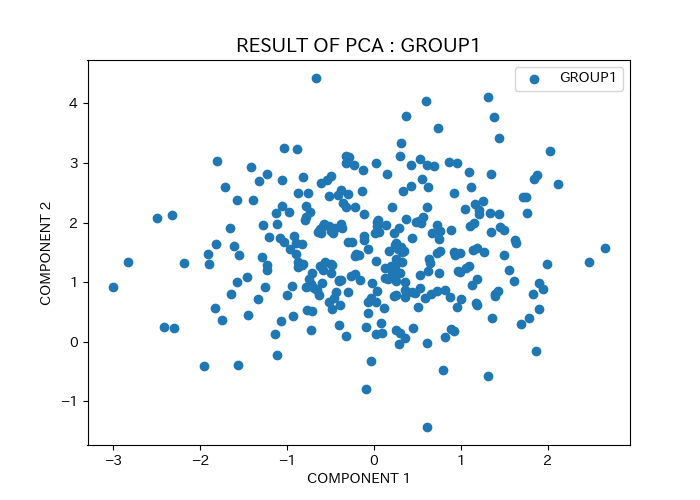 RESULT OF PCA : GROUP1
GROUP1
4
3
2
1
0
−1
COMPONENT 2
−3 −2 −1 0 1 2
COMPONENT 1